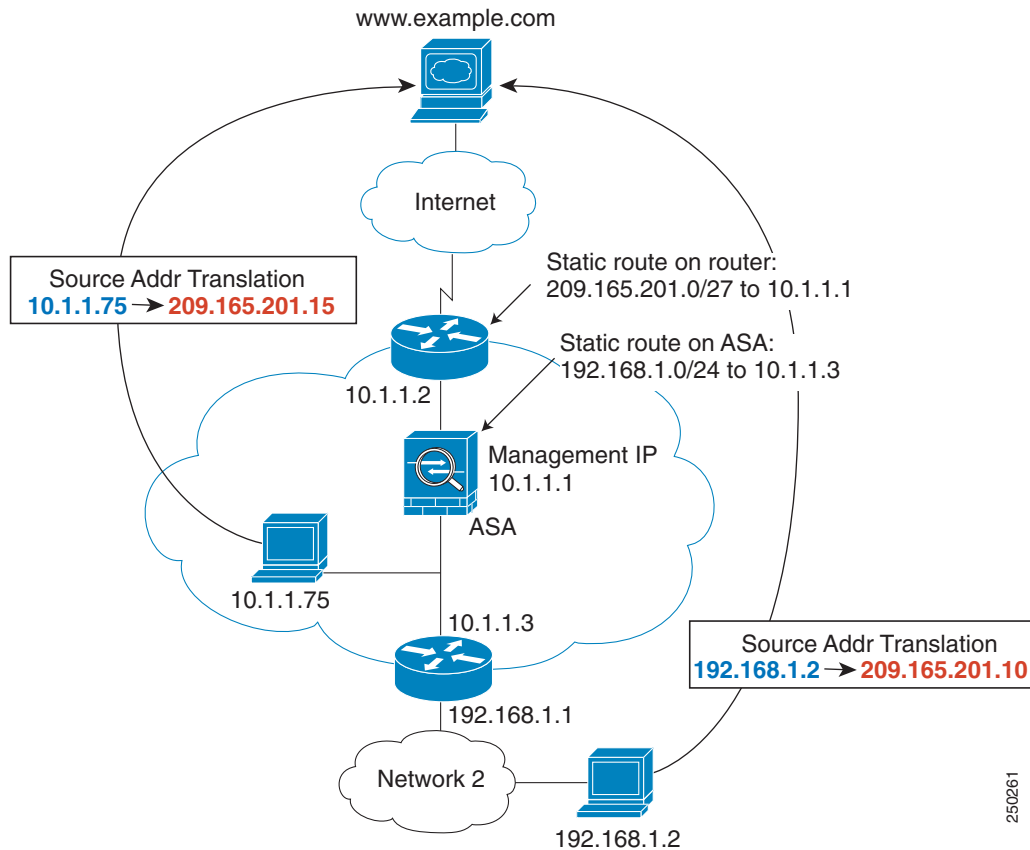 www.example.com
Internet
Source Addr Translation
10.1.1.75 → 209.165.201.15
Static route on router:
209.165.201.0/27 to 10.1.1.1
Static route on ASA:
192.168.1.0/24 to 10.1.1.3
10.1.1.2
Management IP
10.1.1.1
ASA
10.1.1.75
10.1.1.3
Source Addr Translation
192.168.1.2 → 209.165.201.10
192.168.1.1
Network 2
192.168.1.2
250261